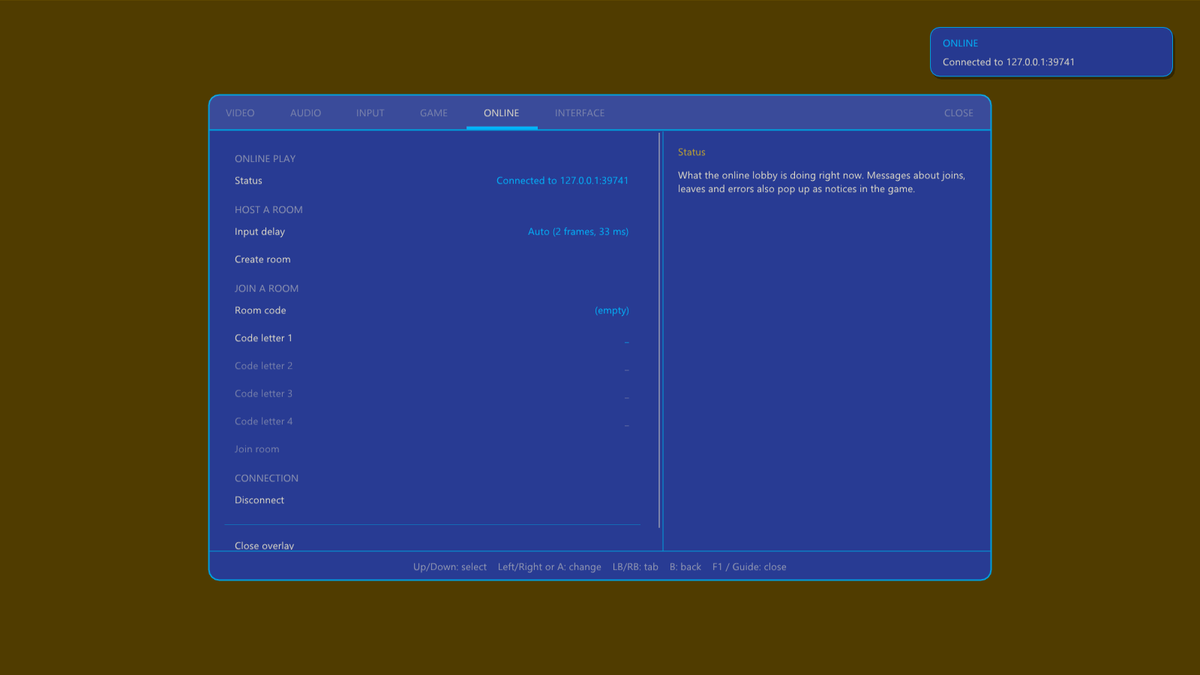 ONLINE
Connected to 127.0.0.1:39741
VIDEO AUDIO INPUT GAME ONLINE INTERFACE CLOSE
ONLINE PLAY
Status Connected to 127.0.0.1:39741
HOST A ROOM
Input delay Auto (2 frames, 33 ms)
Create room
JOIN A ROOM
Room code (empty)
Code letter 1 _
Code letter 2 _
Code letter 3 _
Code letter 4 _
Join room
CONNECTION
Disconnect
Close overlay
Status
What the online lobby is doing right now. Messages about joins,
leaves and errors also pop up as notices in the game.
Up/Down: select Left/Right or A: change LB/RB: tab B: back F1 / Guide: close